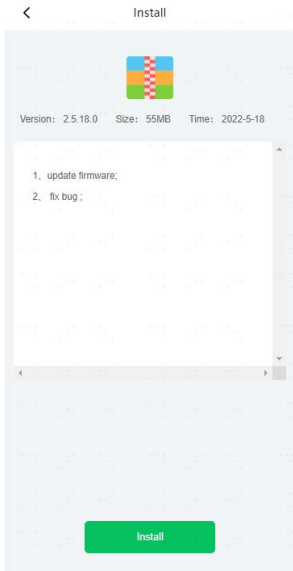 Install
Version: 2.5.18.0 Size: 55MB Time: 2022-5-18
1、update firmware;
2、 fix bug ;
Install